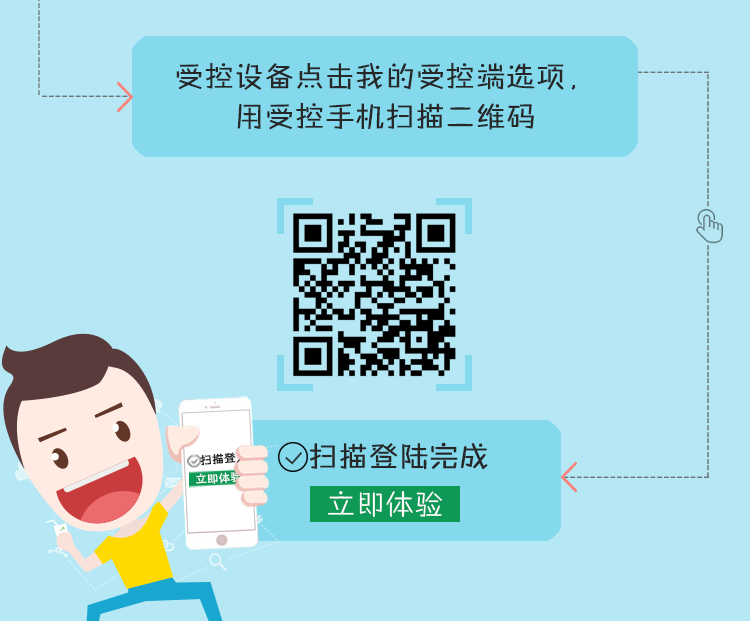 受控设备点击我的受控端选项，
用受控手机扫描二维码
扫描登陆完成
立即体验
扫描登
立即体验